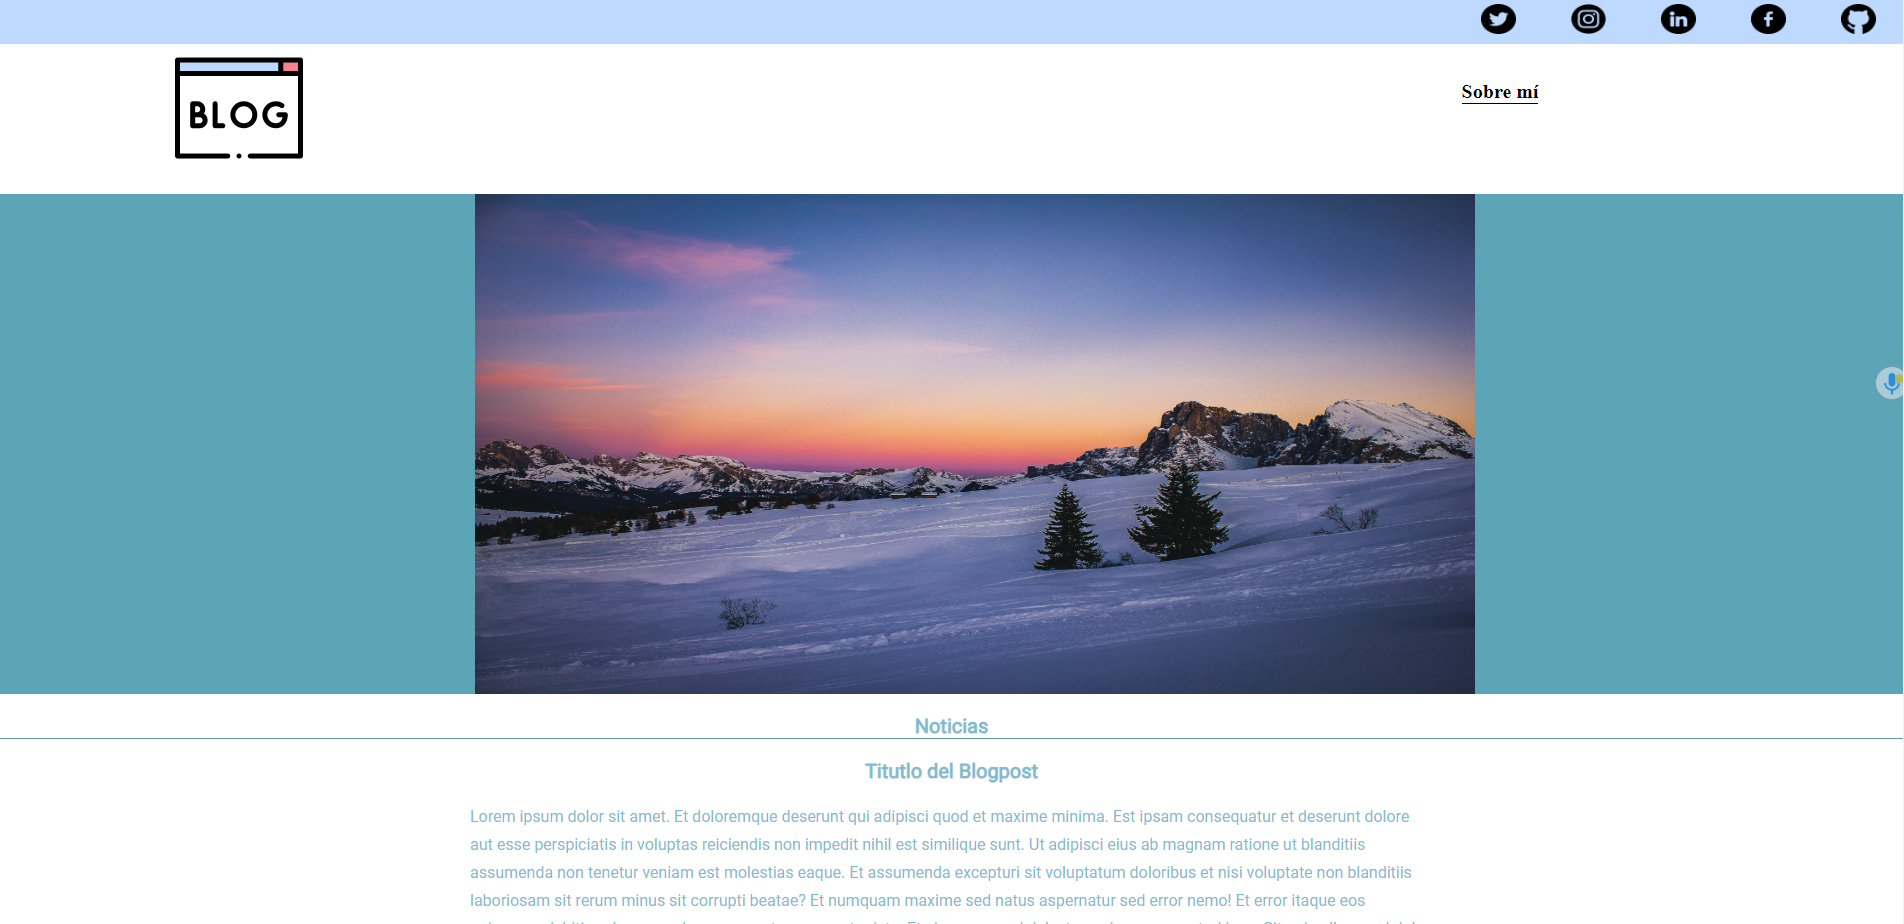 BLOG
Sobre mí
Noticias
Titutlo del Blogpost
Lorem ipsum dolor sit amet. Et doloremque deserunt qui adipisci quod et maxime minima. Est ipsam consequatur et deserunt dolore
aut esse perspiciatis in voluptas reiciendis non impedit nihil est similique sunt. Ut adipisci eius ab magnam ratione ut blanditiis
assumenda non tenetur veniam est molestias eaque. Et assumenda excepturi sit voluptatum doloribus et nisi voluptate non blanditiis
laboriosam sit rerum minus sit corrupti beatae? Et numquam maxime sed natus aspernatur sed error nemo! Et error itaque eos